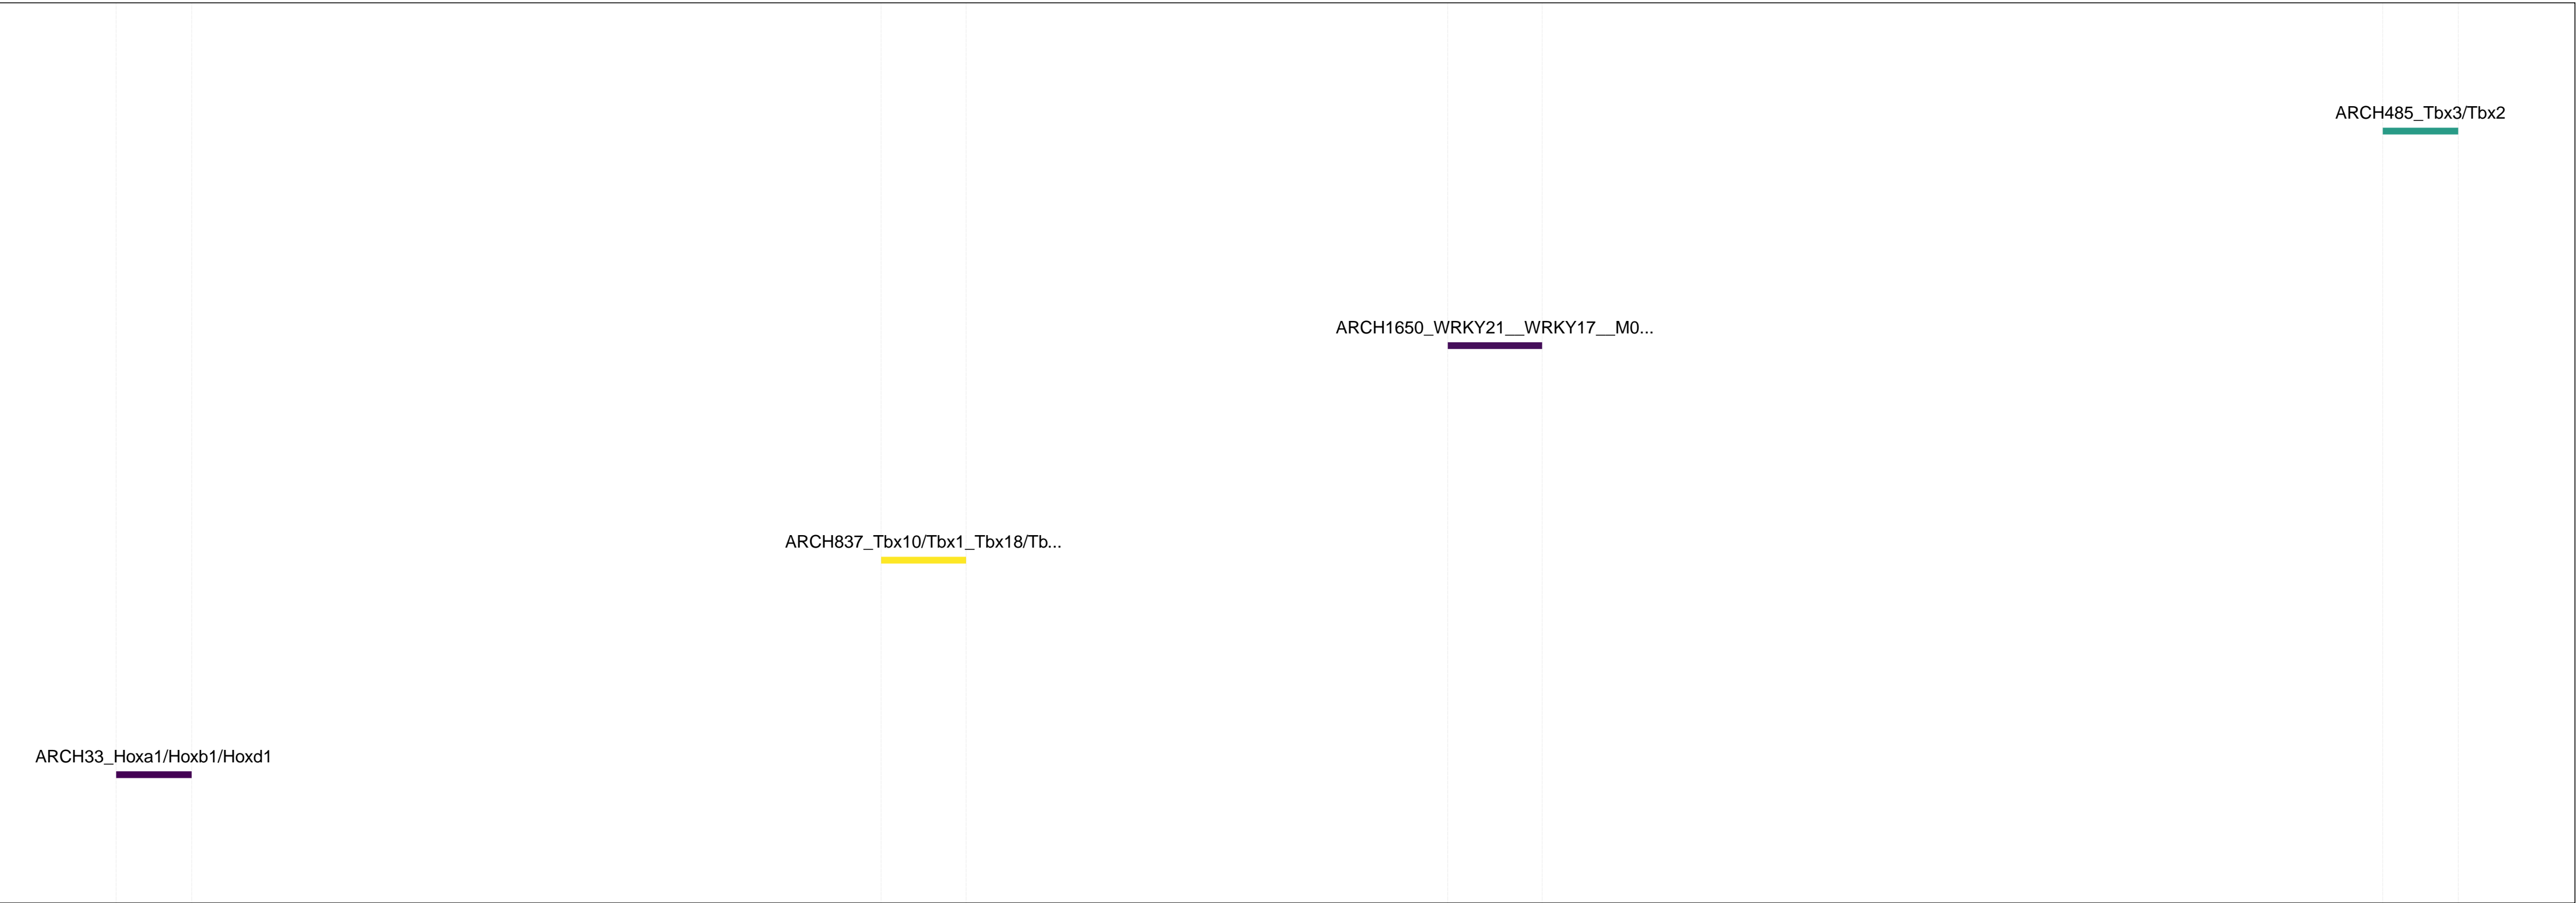 ARCH485_Tbx3/Tbx2
ARCH1650_WRKY21__WRKY17__M0...
ARCH837_Tbx10/Tbx1_Tbx18/Tb...
ARCH33_Hoxa1/Hoxb1/Hoxd1